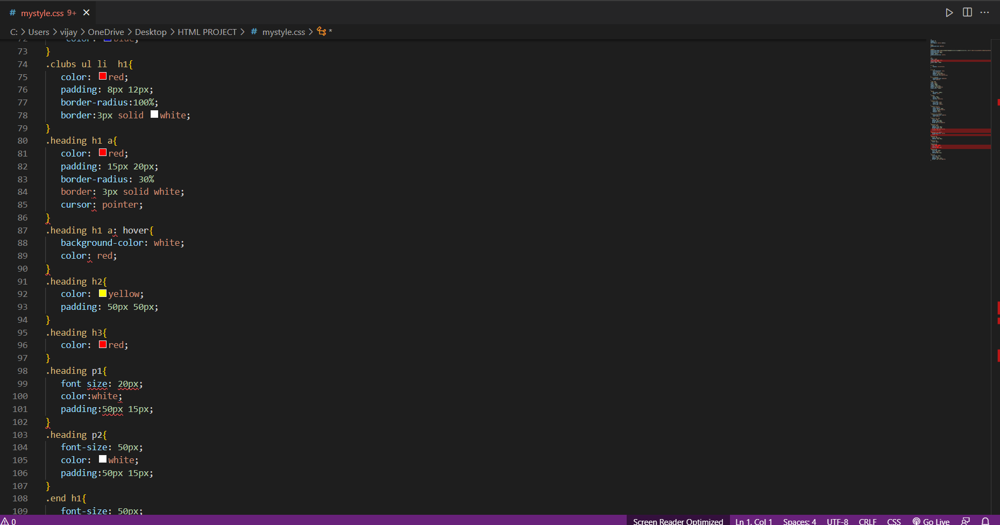 # mystyle.css 9+ ×
C: > Users > vijay > OneDrive > Desktop > HTML PROJECT > # mystyle.css > *
72 color: blue;
73 }
74 .clubs ul li  h1{
75 color: red;
76 padding: 8px 12px;
77 border-radius:100%;
78 border:3px solid white;
79 }
80 .heading h1 a{
81 color: red;
82 padding: 15px 20px;
83 border-radius: 30%
84 border: 3px solid white;
85 cursor: pointer;
86 }
87 .heading h1 a: hover{
88 background-color: white;
89 color: red;
90 }
91 .heading h2{
92 color: yellow;
93 padding: 50px 50px;
94 }
95 .heading h3{
96 color: red;
97 }
98 .heading p1{
99 font size: 20px;
100 color:white;
101 padding:50px 15px;
102 }
103 .heading p2{
104 font-size: 50px;
105 color: white;
106 padding:50px 15px;
107 }
108 .end h1{
109 font-size: 50px;
0 Screen Reader Optimized Ln 1, Col 1 Spaces: 4 UTF-8 CRLF CSS Go Live